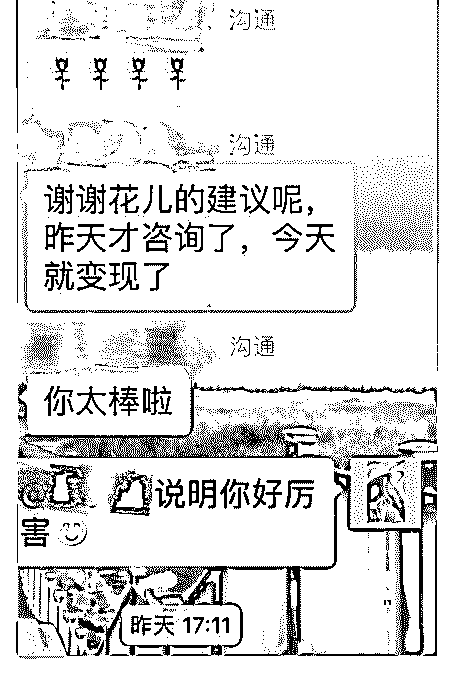 沟通
沟通
谢谢花儿的建议呢，
昨天才咨询了，今天
就变现了
沟通
你太棒啦
@ 说明你好厉
害
昨天 17:11